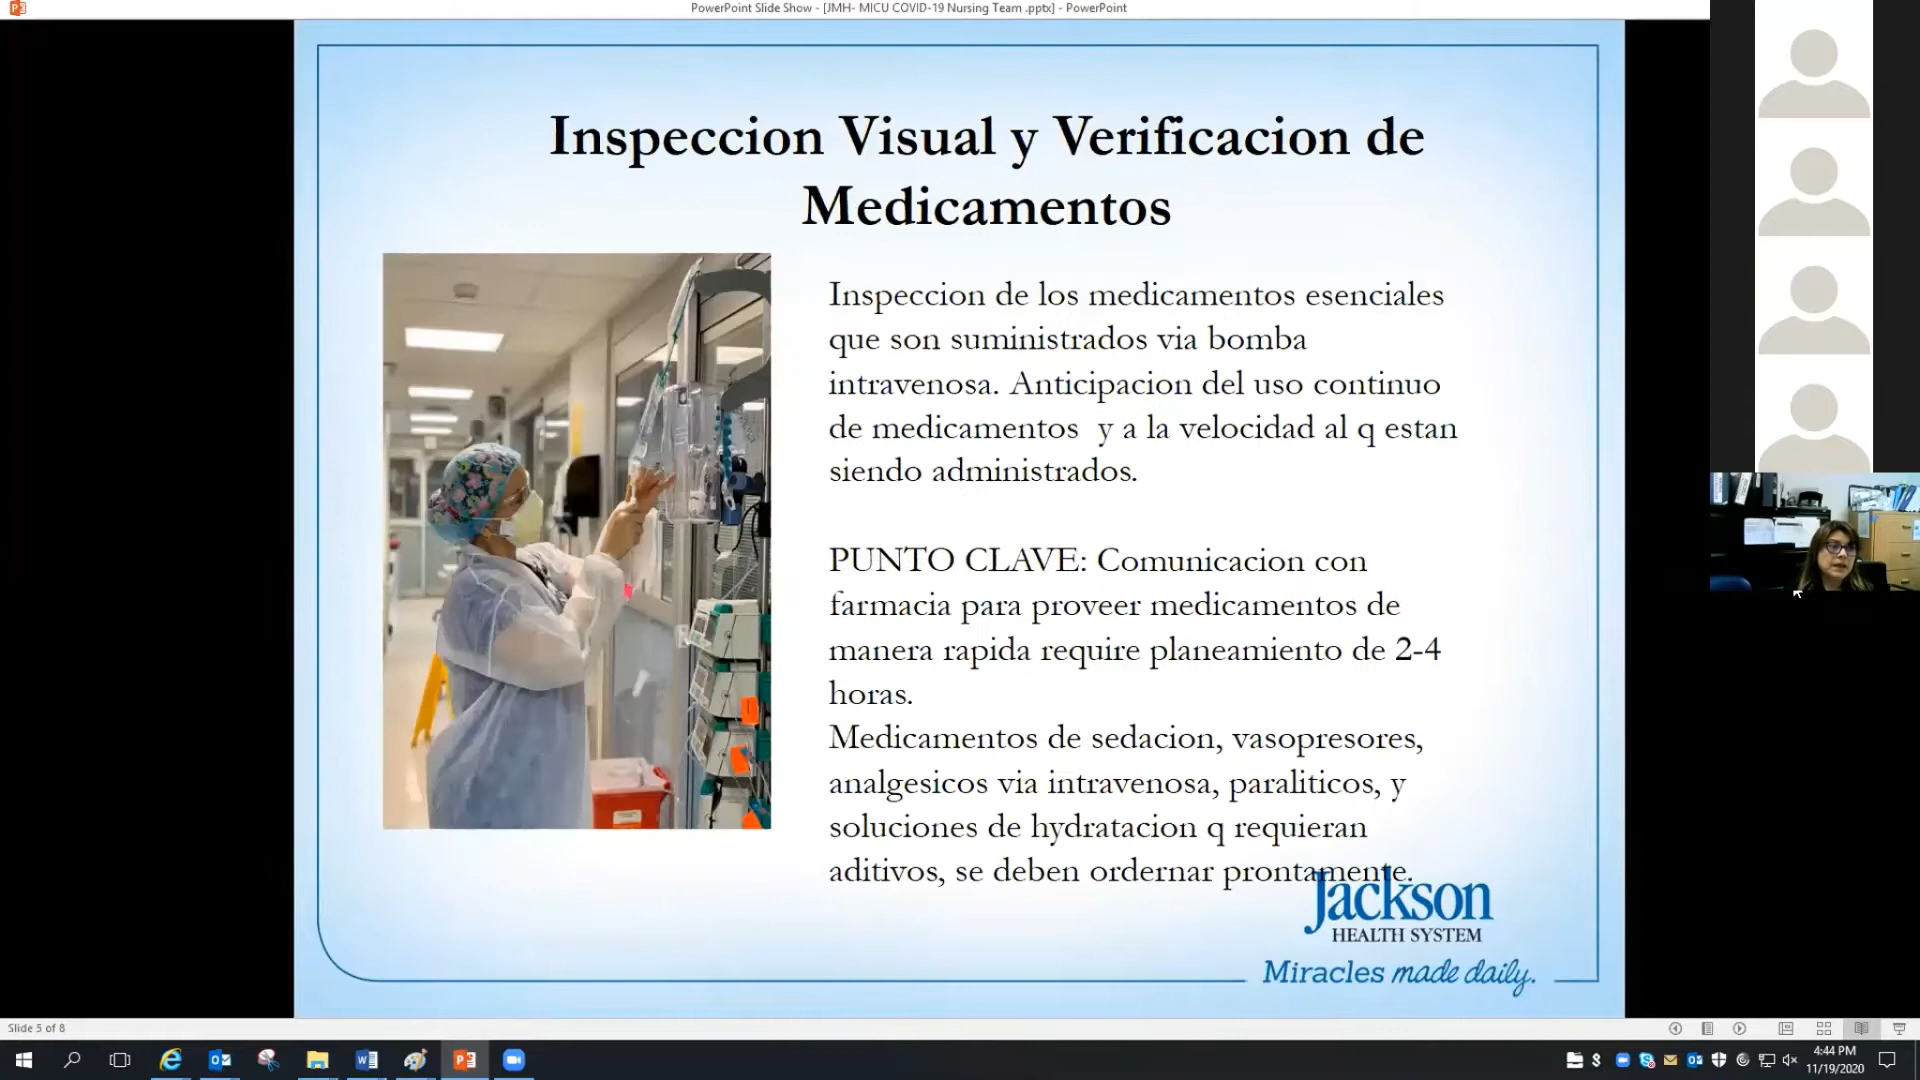 PowerPoint Slide Show - [JMH- MICU COVID-19 Nursing Team .pptx] - PowerPoint
Inspeccion Visual y Verificacion de
Medicamentos
Inspeccion de los medicamentos esenciales
que son suministrados via bomba
intravenosa. Anticipacion del uso continuo
de medicamentos  y a la velocidad al q estan
siendo administrados.
PUNTO CLAVE: Comunicacion con
farmacia para proveer medicamentos de
manera rapida require planeamiento de 2-4
horas.
Medicamentos de sedacion, vasopresores,
analgesicos via intravenosa, paraliticos, y
soluciones de hydratacion q requieran
aditivos, se deben ordernar prontamente.
Jackson
HEALTH SYSTEM
Miracles made daily.
Slide 5 of 8
4:44 PM
11/19/2020